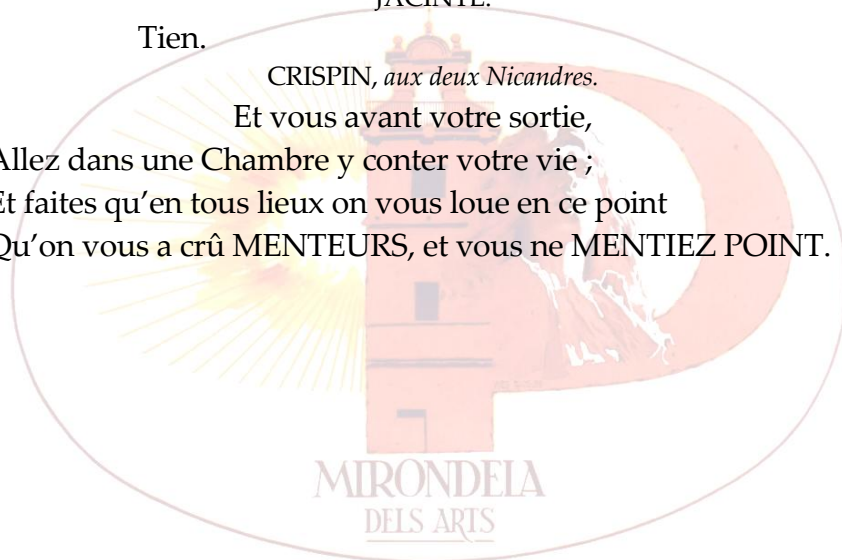 JACINTE.
Tien.
CRISPIN, aux deux Nicandres.
Et vous avant votre sortie,
Allez dans une Chambre y conter votre vie ;
Et faites qu’en tous lieux on vous loue en ce point
Qu’on vous a crû MENTEURS, et vous ne MENTIEZ POINT.
MIRONDELA
DELS ARTS